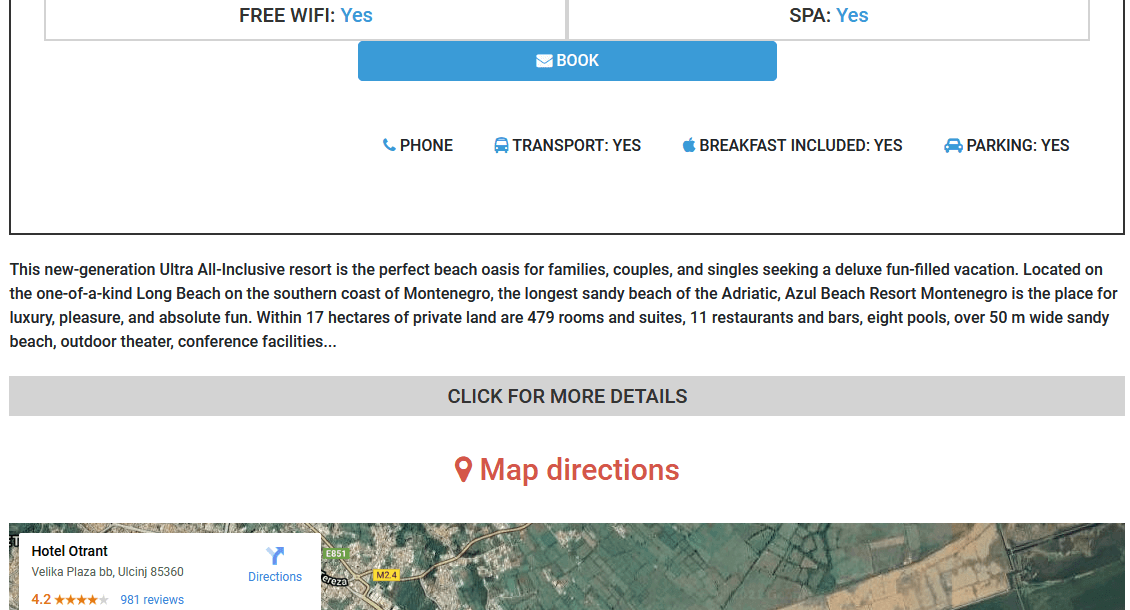 FREE WIFI: Yes
SPA: Yes
BOOK
PHONE
TRANSPORT: YES
BREAKFAST INCLUDED: YES
PARKING: YES
This new-generation Ultra All-Inclusive resort is the perfect beach oasis for families, couples, and singles seeking a deluxe fun-filled vacation. Located on
the one-of-a-kind Long Beach on the southern coast of Montenegro, the longest sandy beach of the Adriatic, Azul Beach Resort Montenegro is the place for
luxury, pleasure, and absolute fun. Within 17 hectares of private land are 479 rooms and suites, 11 restaurants and bars, eight pools, over 50 m wide sandy
beach, outdoor theater, conference facilities...
CLICK FOR MORE DETAILS
Map directions
Hotel Otrant
Velika Plaza bb, Ulcinj 85360
Directions
4.2
981 reviews
E851
M2.4